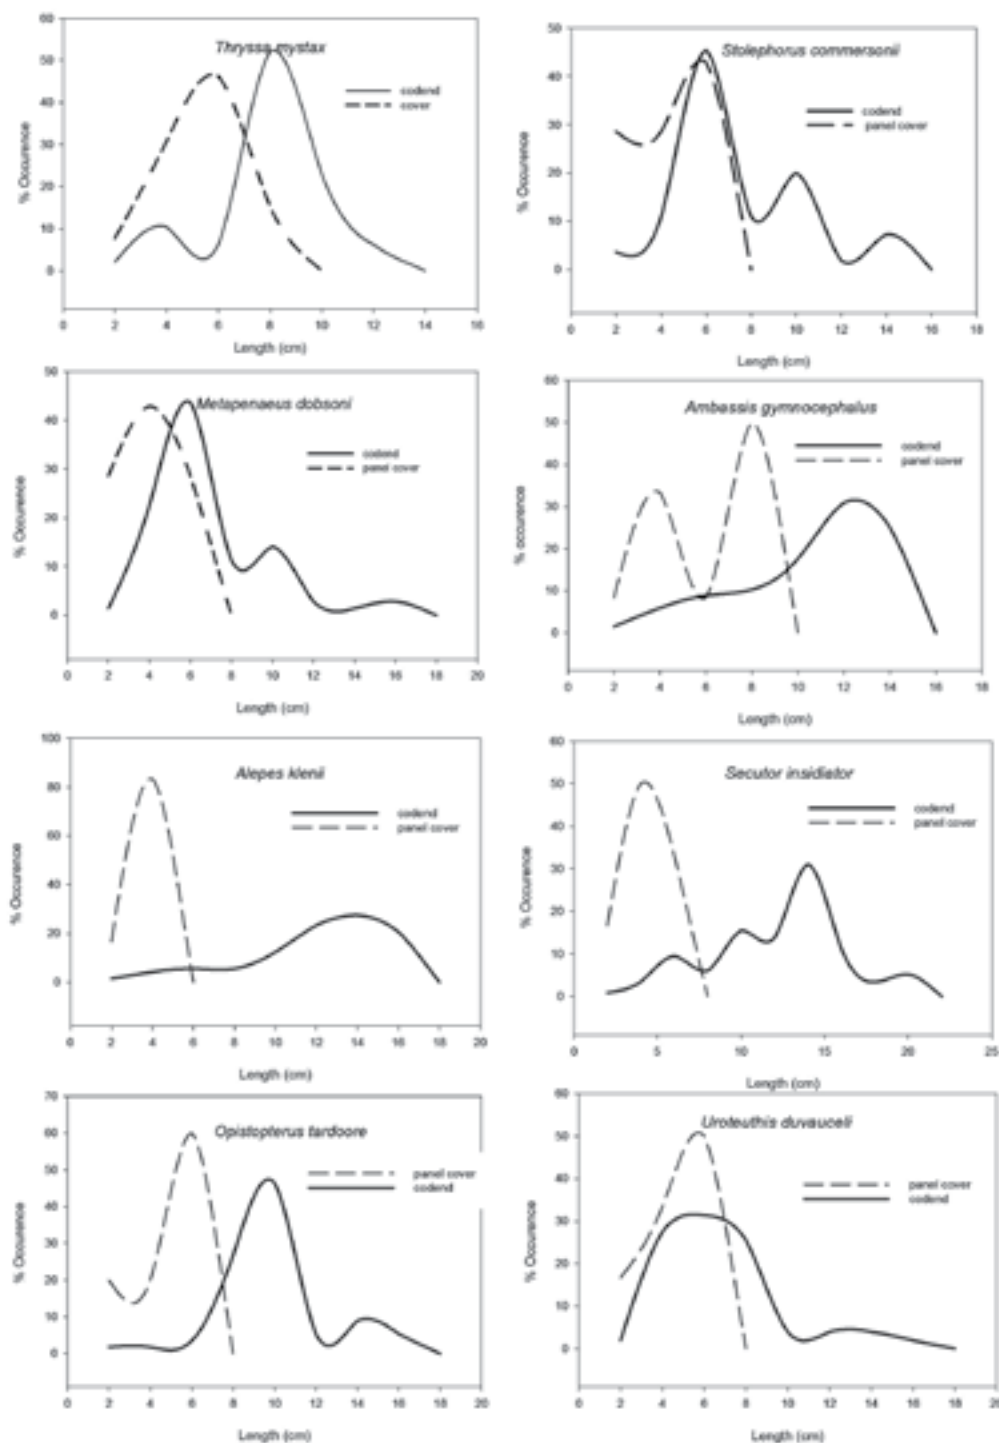 Thryssa mystax
codend
cover
% Occurence
60
50
40
30
20
10
0
0 2 4 6 8 10 12 14 16
Length (cm)
Stolephorus commersonii
codend
panel cover
% Occurence
50
40
30
20
10
0
0 2 4 6 8 10 12 14 16 18
Length (cm)
Metapenaeus dobsoni
codend
panel cover
% Occurence
50
40
30
20
10
0
0 2 4 6 8 10 12 14 16 18 20
Length (cm)
Ambassis gymnocephalus
codend
panel cover
% occurence
60
50
40
30
20
10
0
0 2 4 6 8 10 12 14 16 18
Length (cm)
Alepes klenii
codend
panel cover
% Occurence
100
80
60
40
20
0
0 2 4 6 8 10 12 14 16 18 20
Length (cm)
Secutor insidiator
codend
panel cover
% Occurence
60
50
40
30
20
10
0
0 5 10 15 20 25
Length (cm)
Opistopterus tardoore
panel cover
codend
% Occurence
70
60
50
40
30
20
10
0
0 2 4 6 8 10 12 14 16 18 20
Length (cm)
Uroteuthis duvauceli
panel cover
codend
% Occurence
60
50
40
30
20
10
0
0 2 4 6 8 10 12 14 16 18 20
Length (cm)